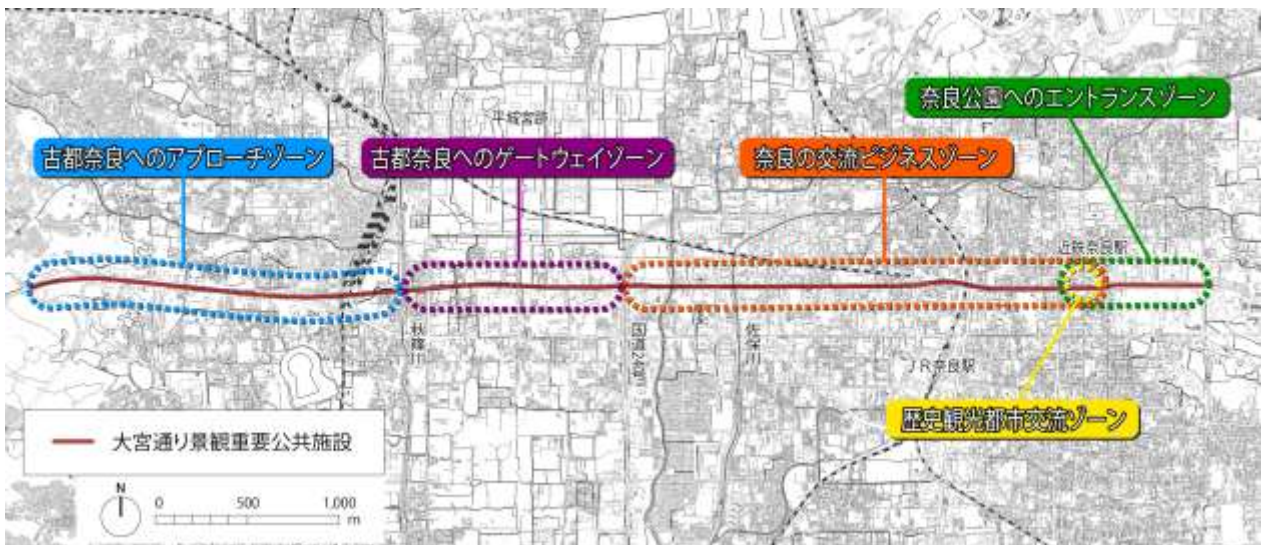 奈良公園へのエントランスゾーン
平城宮跡
古都奈良へのアプローチゾーン
古都奈良へのゲートウェイゾーン
奈良の交流ビジネスゾーン
近鉄奈良駅
秋篠川
国道24号
佐保川
JR奈良駅
歴史観光都市交流ゾーン
大宮通り景観重要公共施設
N
0 500 1,000
m